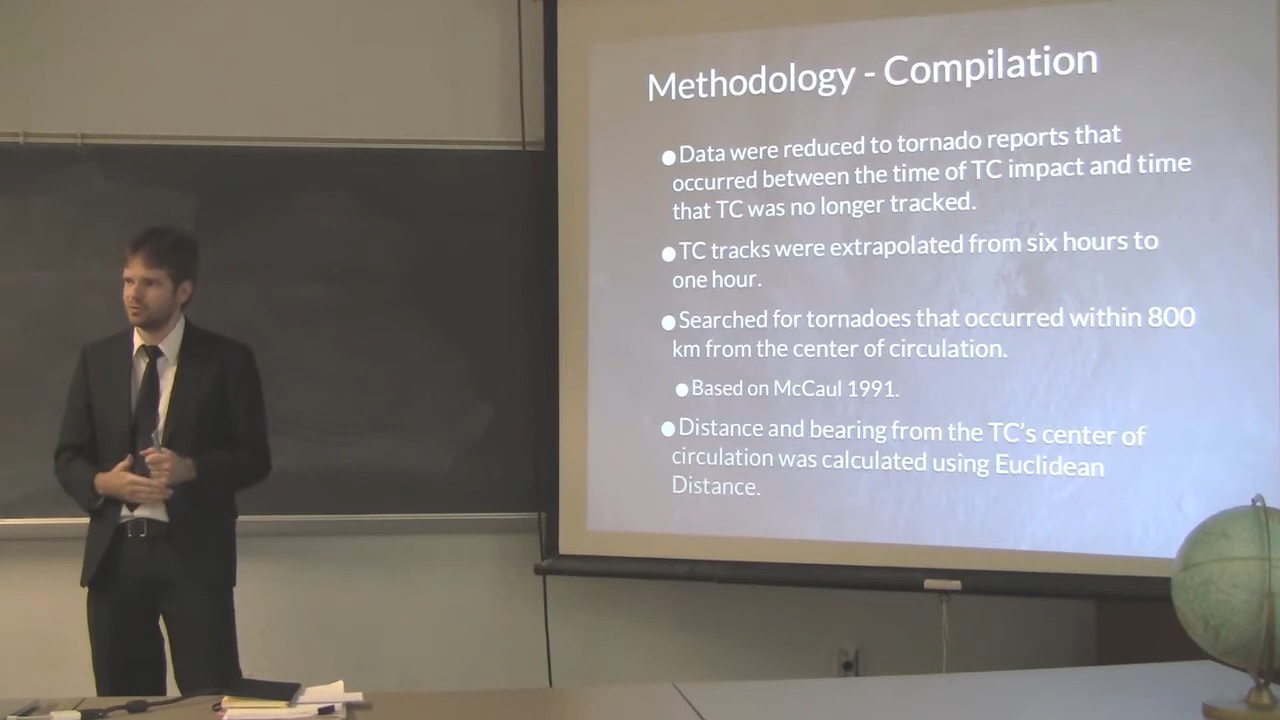 Methodology - Compilation
●Data were reduced to tornado reports that
occurred between the time of TC impact and time
that TC was no longer tracked.
●TC tracks were extrapolated from six hours to
one hour.
●Searched for tornadoes that occurred within 800
km from the center of circulation.
●Based on McCaul 1991.
●Distance and bearing from the TC's center of
circulation was calculated using Euclidean
Distance.